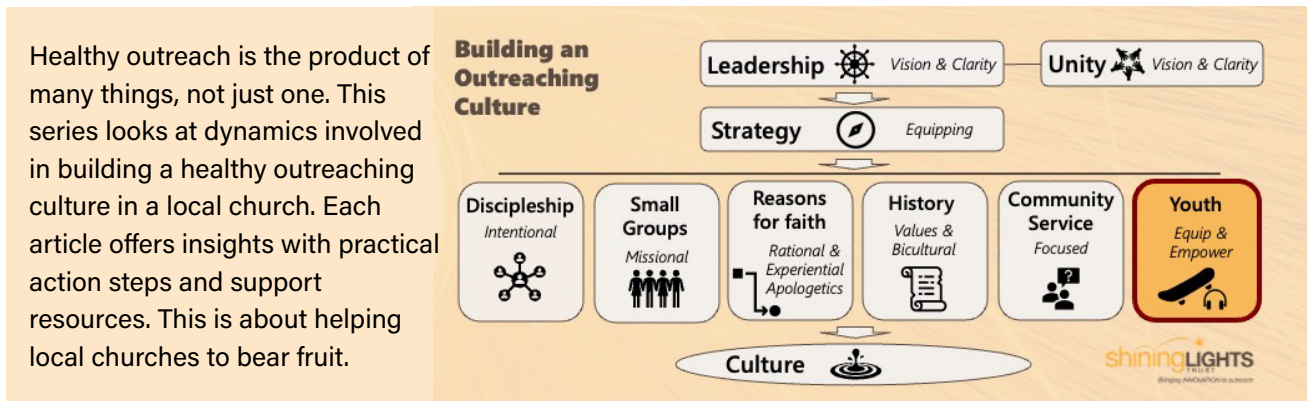 Healthy outreach is the product of
many things, not just one. This
series looks at dynamics involved
in building a healthy outreaching
culture in a local church. Each
article offers insights with practical
action steps and support
resources. This is about helping
local churches to bear fruit.
Building an
Outreaching
Culture
Leadership Vision & Clarity
Unity Vision & Clarity
Strategy Equipping
Discipleship
Intentional
Small
Groups
Missional
Reasons
for faith
Rational &
Experiential
Apologetics
History
Values &
Bicultural
Community
Service
Focused
?
Youth
Equip &
Empower
Culture
shiningLIGHTS
TRUST
Bringing INNOVATION to outreach